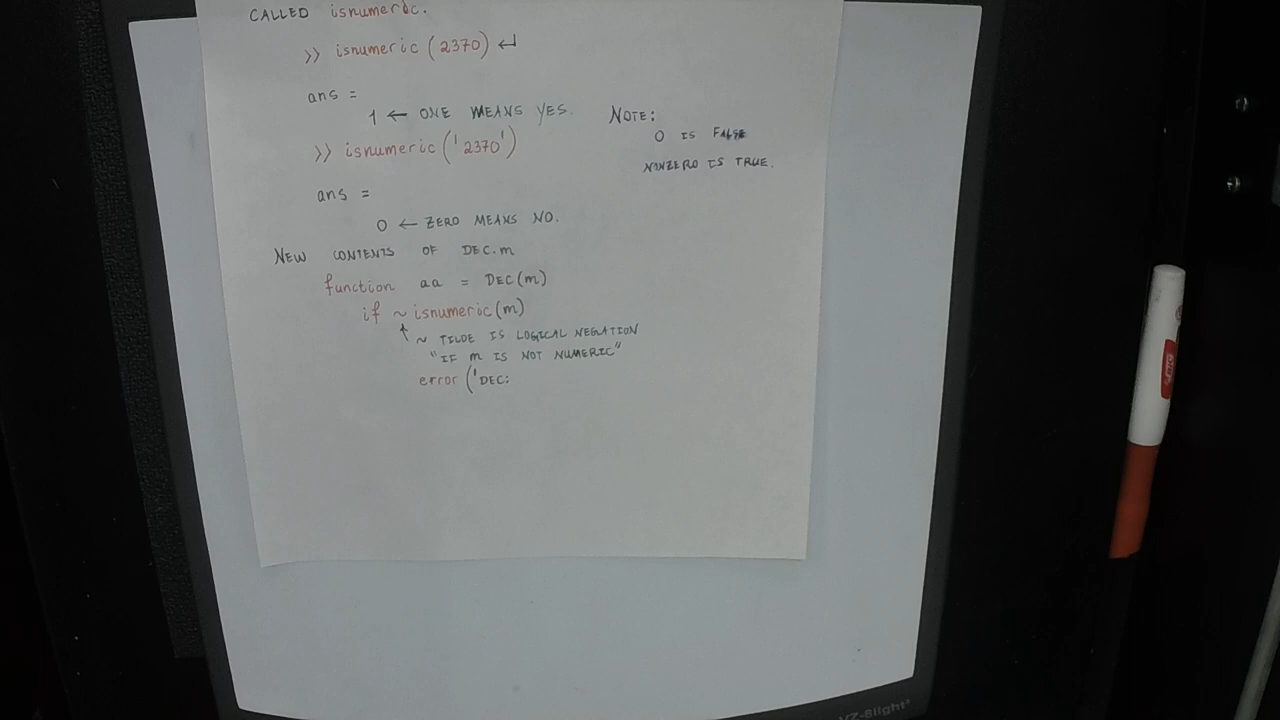 CALLED isnumeric.
>> isnumeric (2370) ↵
ans =
1 ← ONE MEANS YES.
NOTE:
0 IS FALSE
NONZERO IS TRUE.
>> isnumeric ('2370')
ans =
0 ← ZERO MEANS NO.
NEW CONTENTS OF DEC.m
function aa = DEC(m)
if ~ isnumeric(m)
↑ ~ TILDE IS LOGICAL NEGATION
"IF m IS NOT NUMERIC"
error ('DEC: